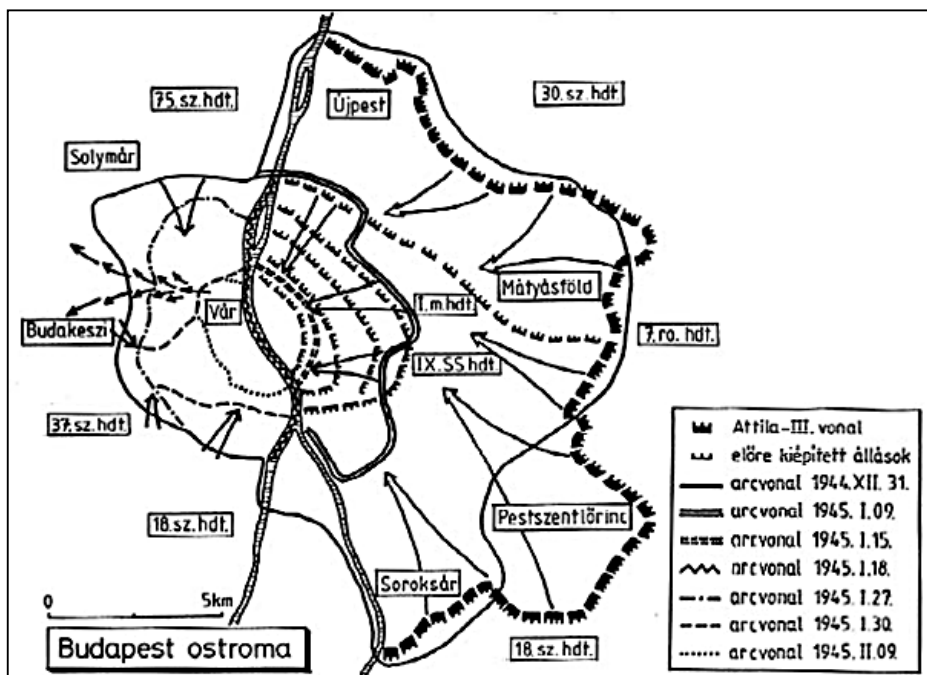 75.sz.hdt.
Újpest
30.sz.hdt.
Solymár
Mátyásföld
Vár
I.m.hdt.
Budakeszi
7.ro.hdt.
IX.SS hdt.
37.sz.hdt.
18.sz.hdt.
Pestszentlőrinc
Soroksár
18.sz.hdt.
0 5km
Budapest ostroma
Attila-III. vonal
előre kiépített állások
arcvonal 1944.XII.31.
arcvonal 1945.I.09.
arcvonal 1945.I.15.
arcvonal 1945.I.18.
arcvonal 1945.I.27.
arcvonal 1945.I.30.
arcvonal 1945.II.09.